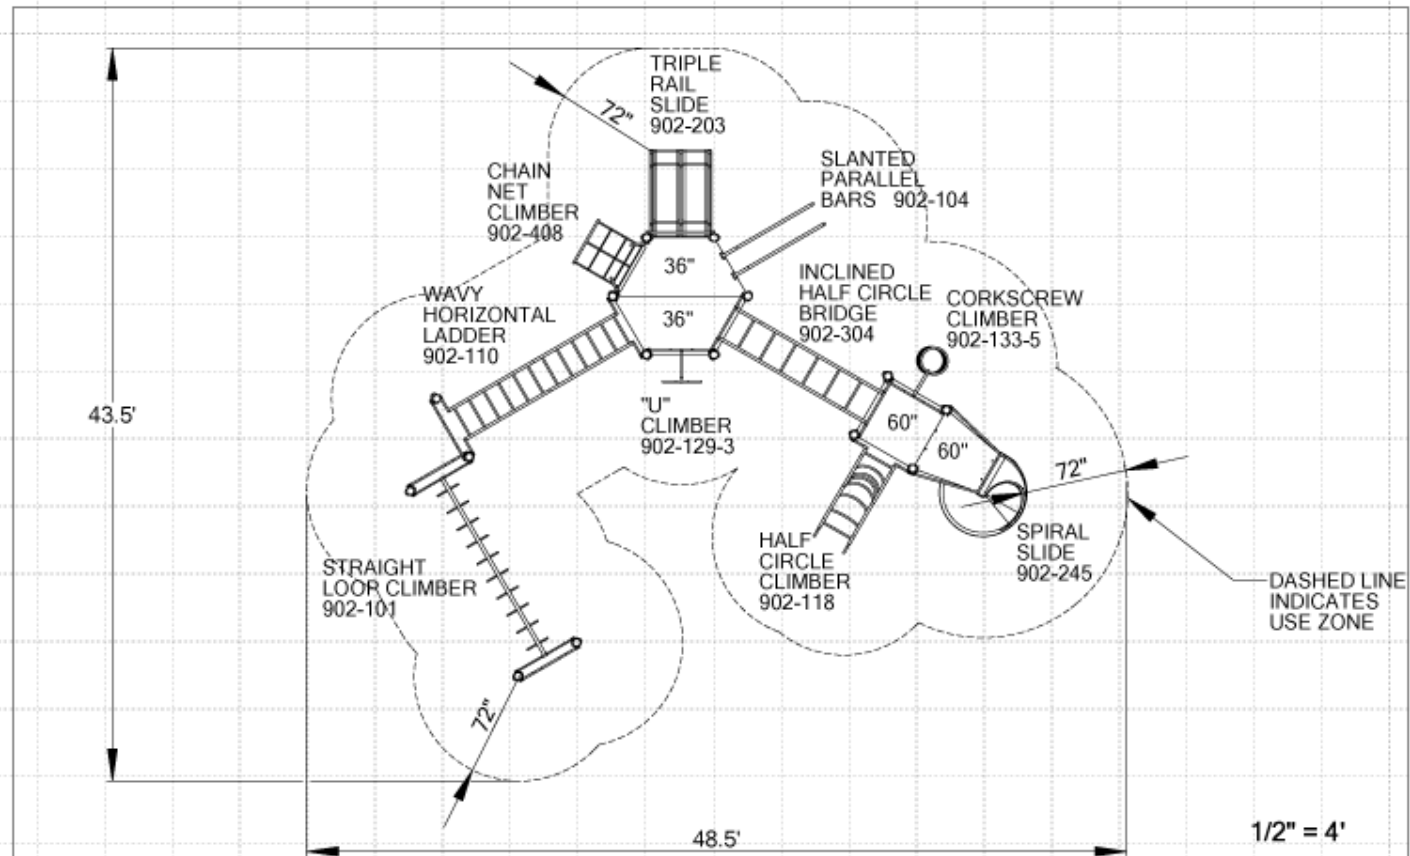 TRIPLE
RAIL
SLIDE
902-203
72"
CHAIN
NET
CLIMBER
902-408
SLANTED
PARALLEL
BARS 902-104
36"
36"
WAVY
HORIZONTAL
LADDER
902-110
INCLINED
HALF CIRCLE
BRIDGE
902-304
CORKSCREW
CLIMBER
902-133-5
43.5'
"U"
CLIMBER
902-129-3
60"
60"
72"
HALF
CIRCLE
CLIMBER
902-118
SPIRAL
SLIDE
902-245
STRAIGHT
LOOP CLIMBER
902-101
DASHED LINE
INDICATES
USE ZONE
72"
48.5'
1/2" = 4'